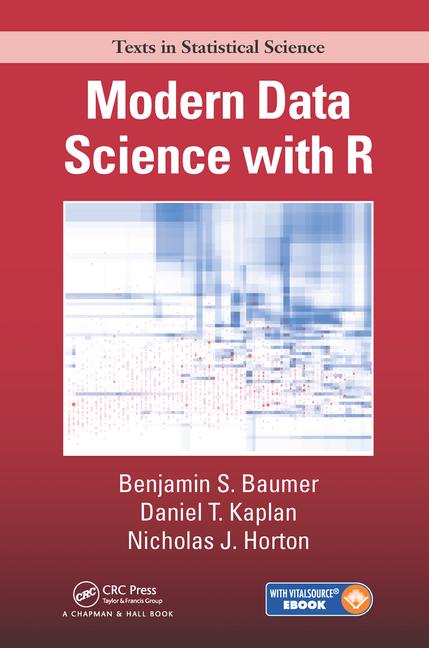 Texts in Statistical Science
Modern Data
Science with R
Benjamin S. Baumer
Daniel T. Kaplan
Nicholas J. Horton
CRC
CRC Press
Taylor & Francis Group
A CHAPMAN & HALL BOOK
WITH VITALSOURCE®
EBOOK